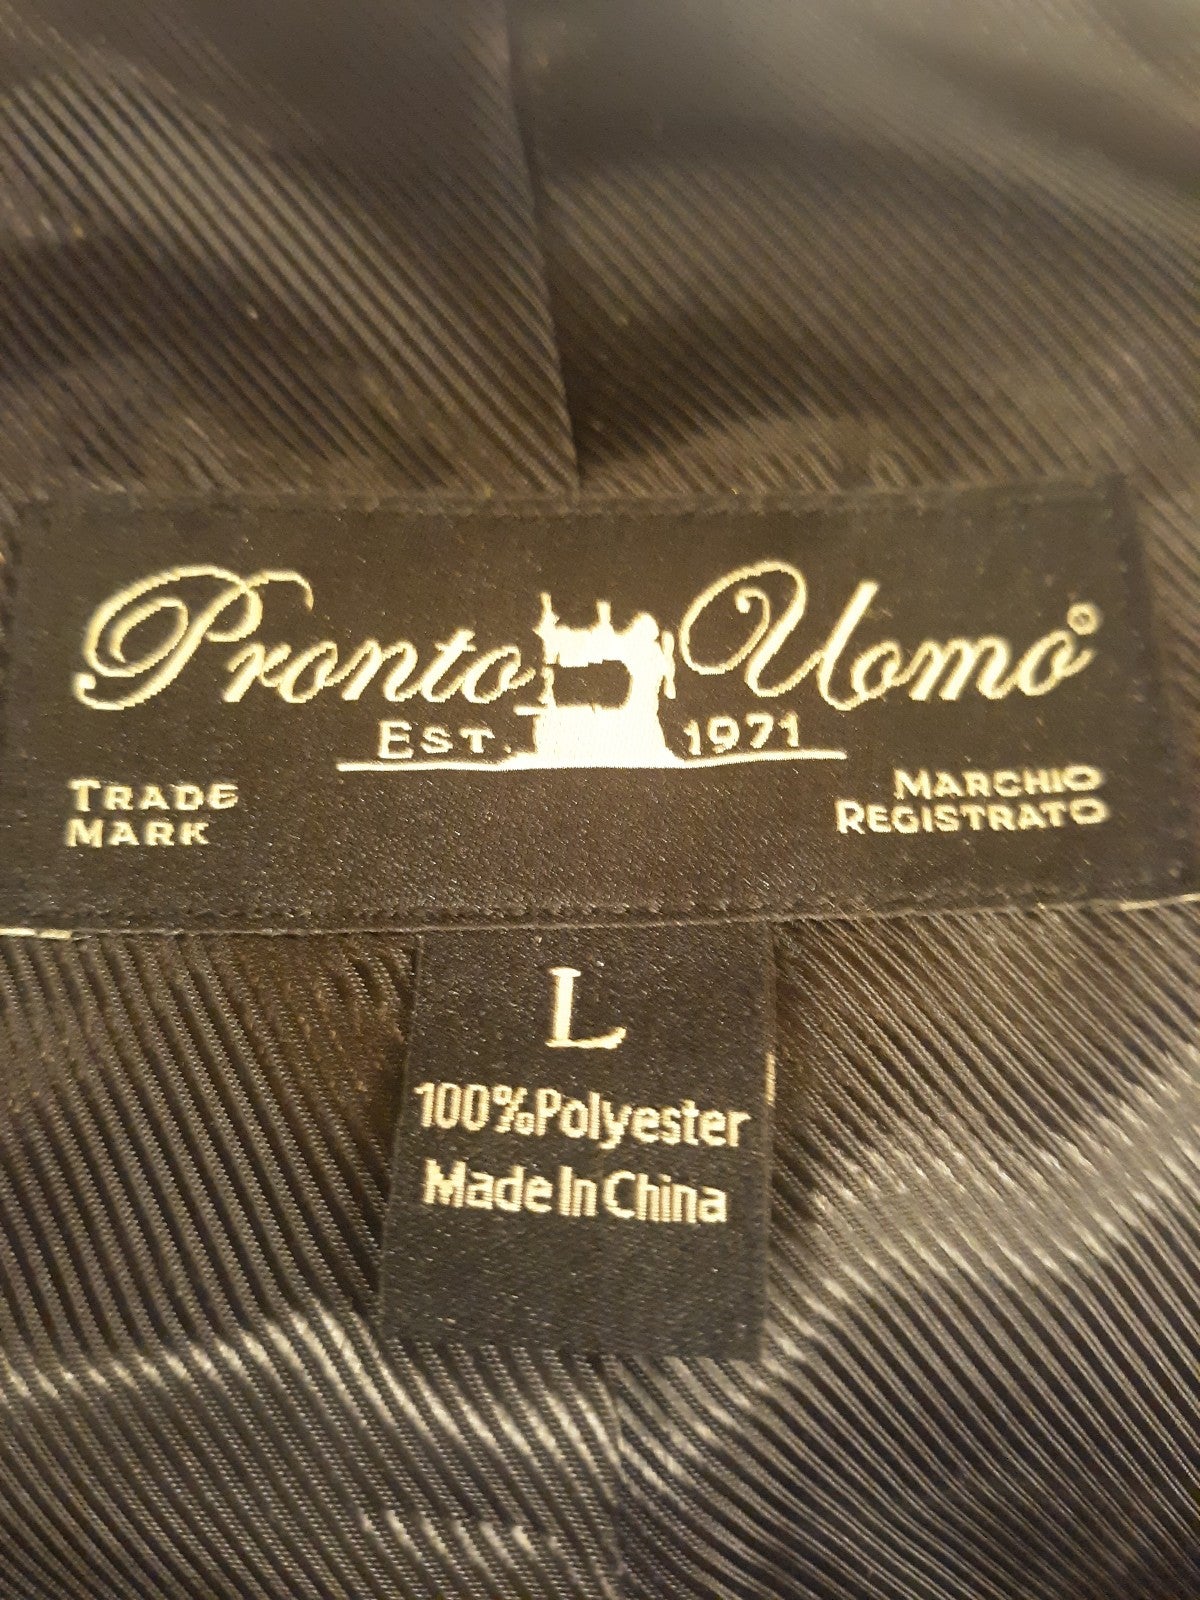 Pronto Uomo®
EST. 1971
TRADE
MARK
MARCHIO
REGISTRATO
L
100%Polyester
Made In China